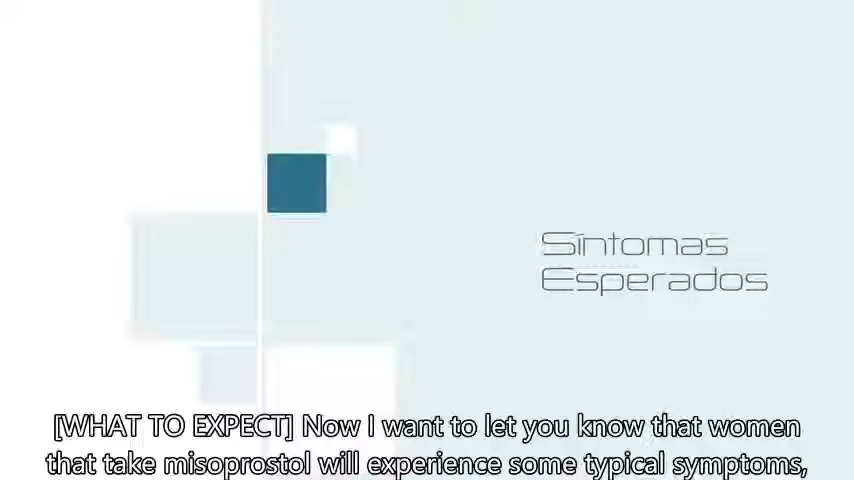 Síntomas
Esperados
[WHAT TO EXPECT] Now I want to let you know that women
that take misoprostol will experience some typical symptoms,